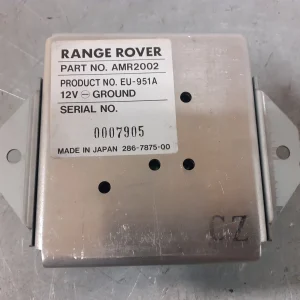 RANGE ROVER
PART NO. AMR2002
PRODUCT NO. EU-951A
12V ⊖ GROUND
SERIAL NO.
0007905
MADE IN JAPAN 286-7875-00
CZ